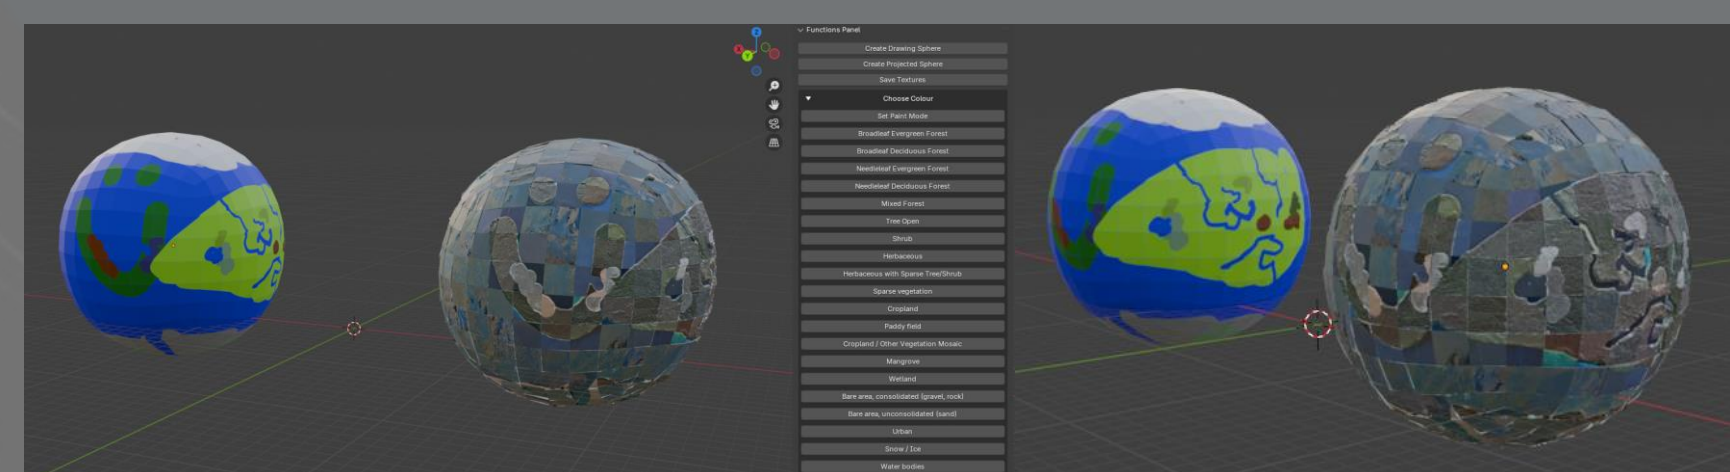 Z
X
Y
Functions Panel
Create Drawing Sphere
Create Projected Sphere
Save Textures
Choose Colour
Set Paint Mode
Broadleaf Evergreen Forest
Broadleaf Deciduous Forest
Needleleaf Evergreen Forest
Needleleaf Deciduous Forest
Mixed Forest
Tree Open
Shrub
Herbaceous
Herbaceous with Sparse Tree/Shrub
Sparse vegetation
Cropland
Paddy field
Cropland / Other Vegetation Mosaic
Mangrove
Wetland
Bare area, consolidated (gravel, rock)
Bare area, unconsolidated (sand)
Urban
Snow / Ice
Water bodies